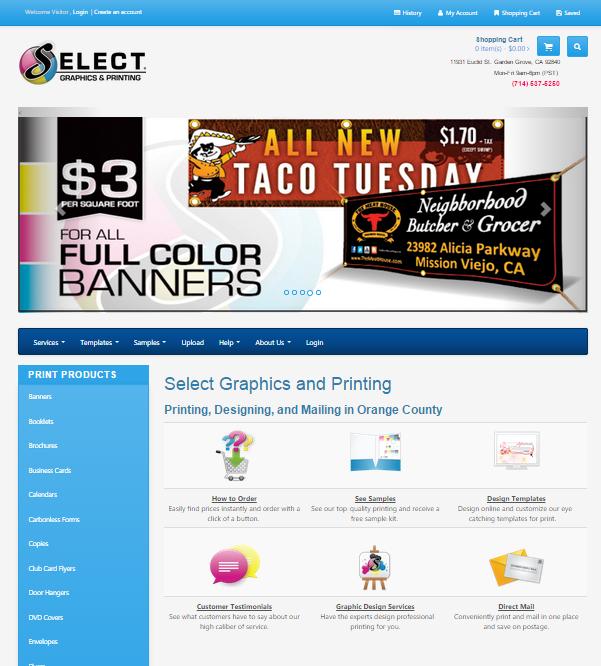 Welcome Visitor , Login | Create an account
History
My Account
Shopping Cart
Saved
SELECT
GRAPHICS & PRINTING
Shopping Cart
0 item(s) - $0.00
11931 Euclid St. Garden Grove, CA 92840
Mon-Fri 9am-6pm (PST)
(714) 537-5250
$3
PER SQUARE FOOT
FOR ALL
FULL COLOR
BANNERS
ALL NEW
TACO TUESDAY
$1.70 + TAX
(EXCEPT SHRIMP)
Neighborhood
Butcher & Grocer
23982 Alicia Parkway
Mission Viejo, CA
THE MEAT HOUSE
www.TheMeatHouse.com
Services
Templates
Samples
Upload
Help
About Us
Login
PRINT PRODUCTS
Banners
Booklets
Brochures
Business Cards
Calendars
Carbonless Forms
Copies
Club Card Flyers
Door Hangers
DVD Covers
Envelopes
Select Graphics and Printing
Printing, Designing, and Mailing in Orange County
How to Order
Easily find prices instantly and order with a
click of a button.
See Samples
See our top quality printing and receive a
free sample kit.
Design Templates
Design online and customize our eye
catching templates for print.
Customer Testimonials
See what customers have to say about our
high caliber of service.
Graphic Design Services
Have the experts design professional
printing for you.
Direct Mail
Conveniently print and mail in one place
and save on postage.